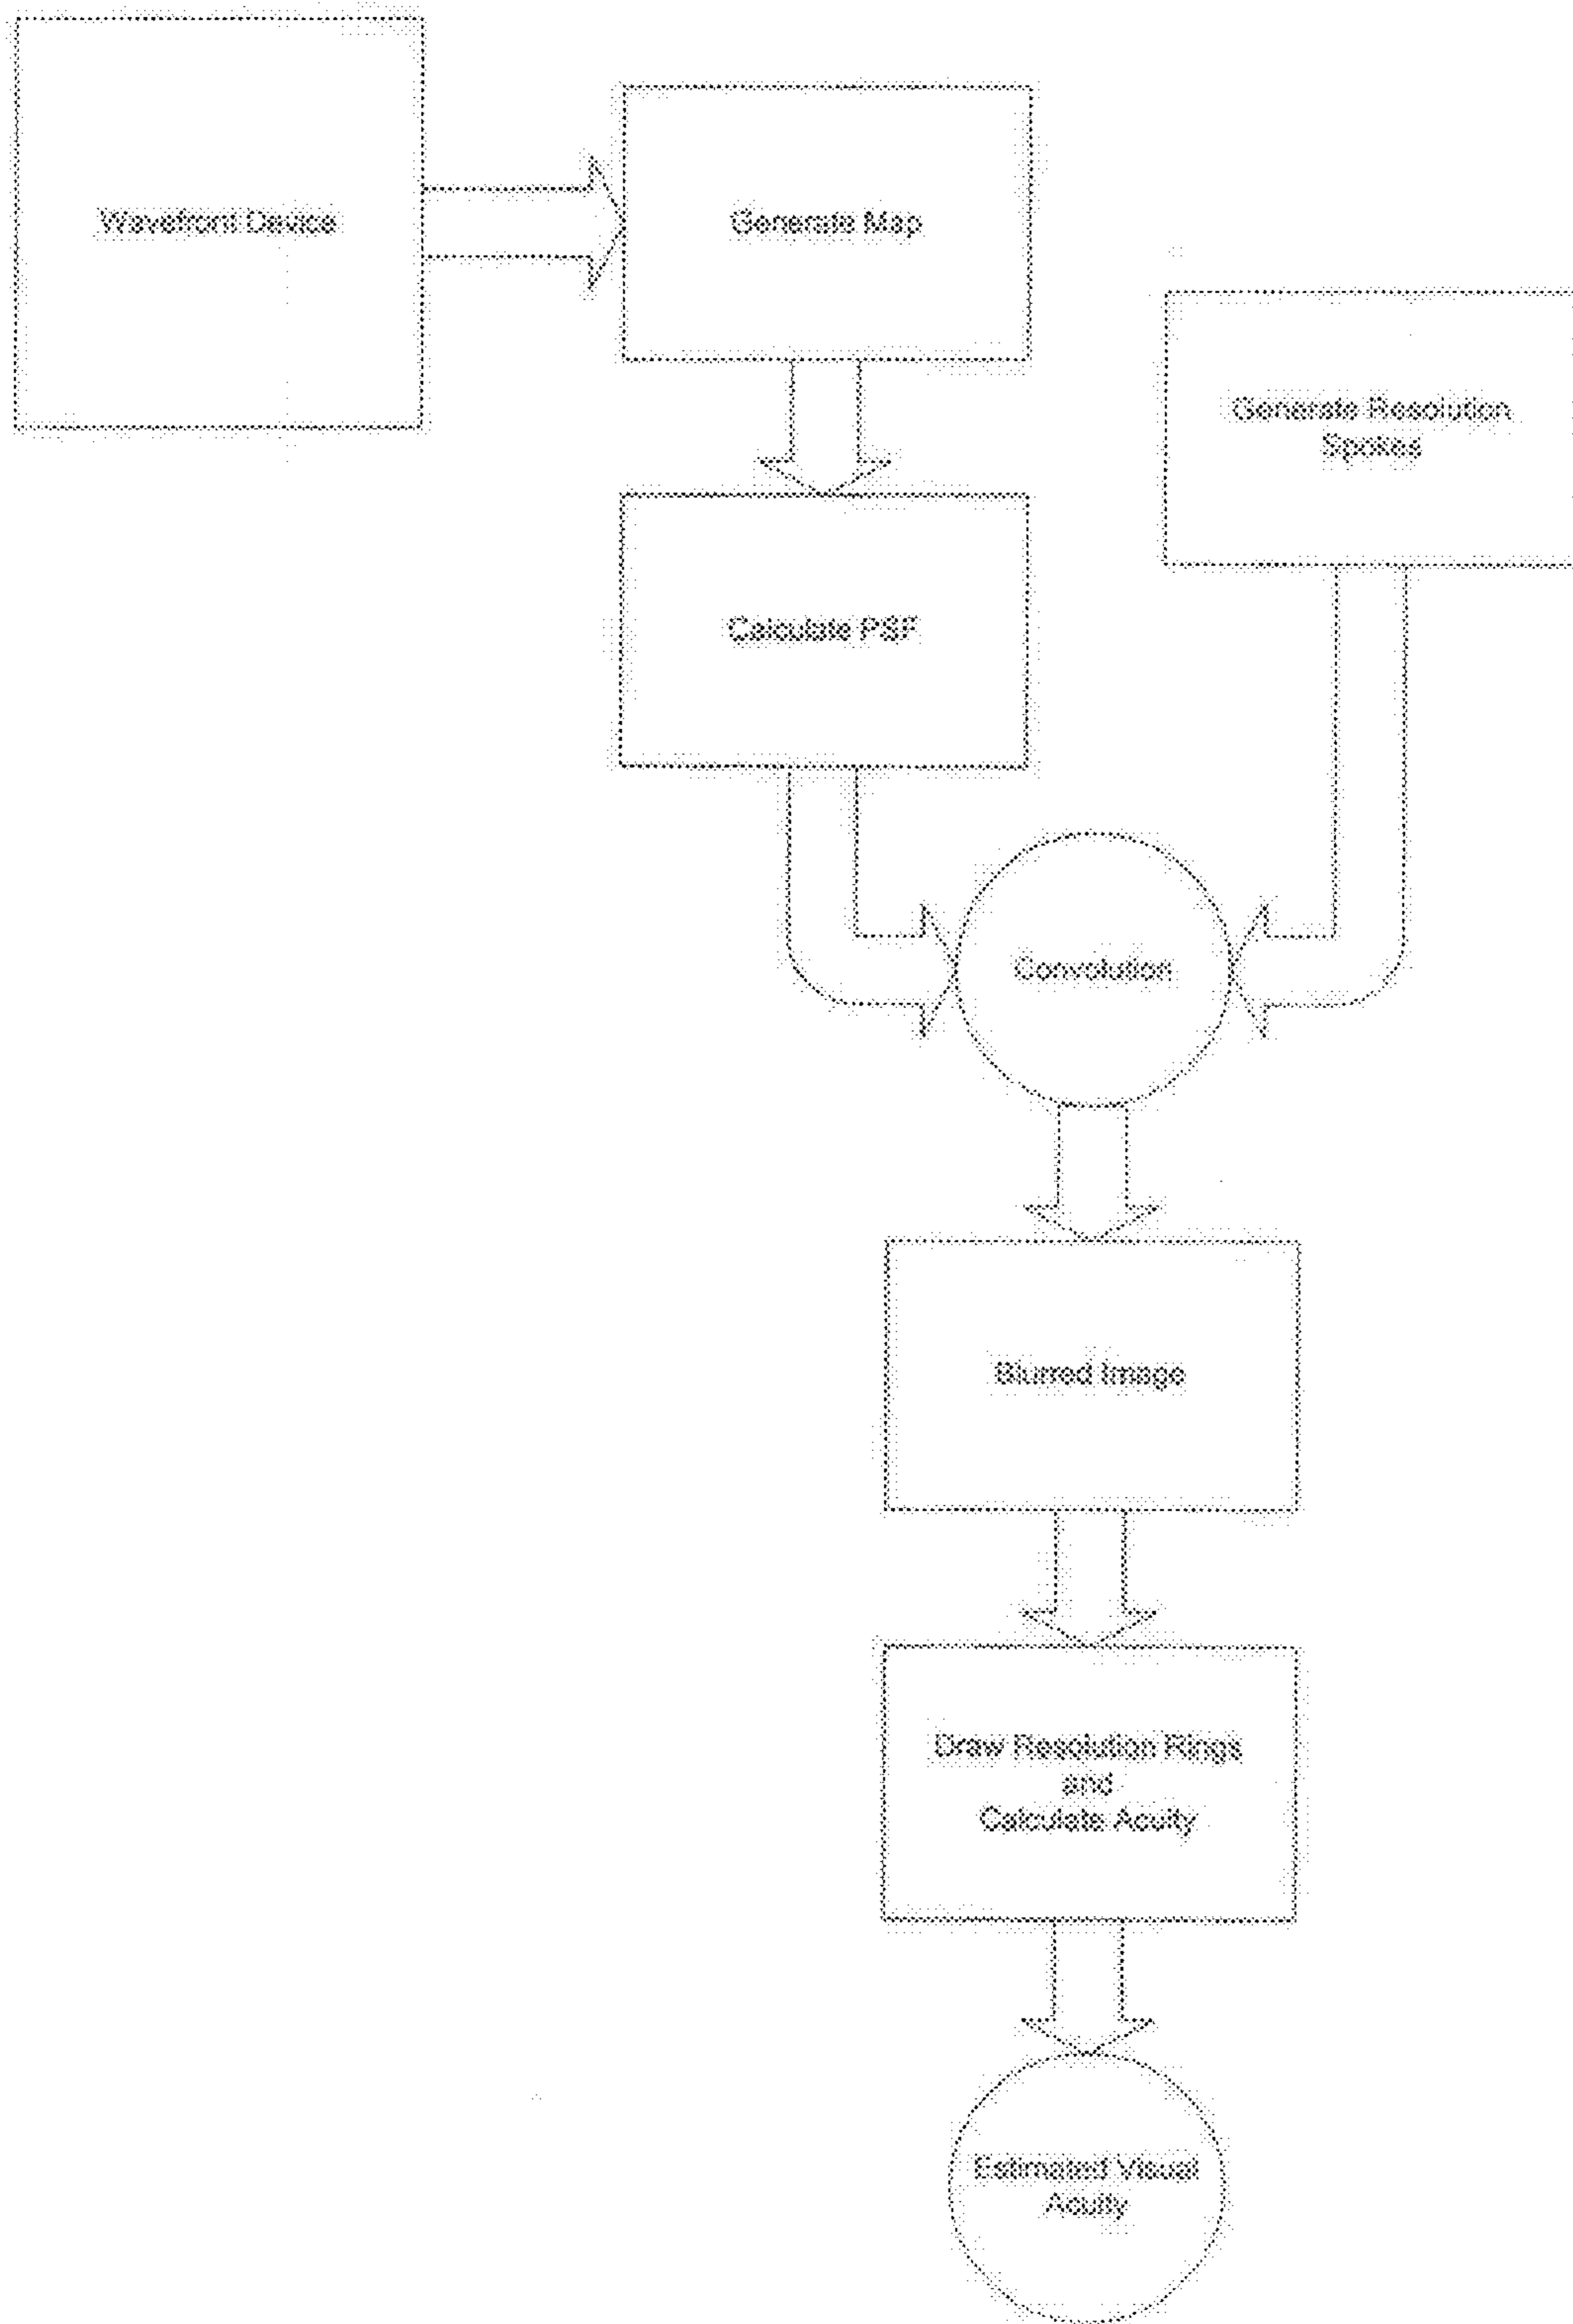 Wavefront Device
Generate Map
Generate Resolution
Spokes
Calculate PSF
Convolution
Blurred Image
Draw Resolution Rings
and
Calculate Acuity
Estimated Visual
Acuity